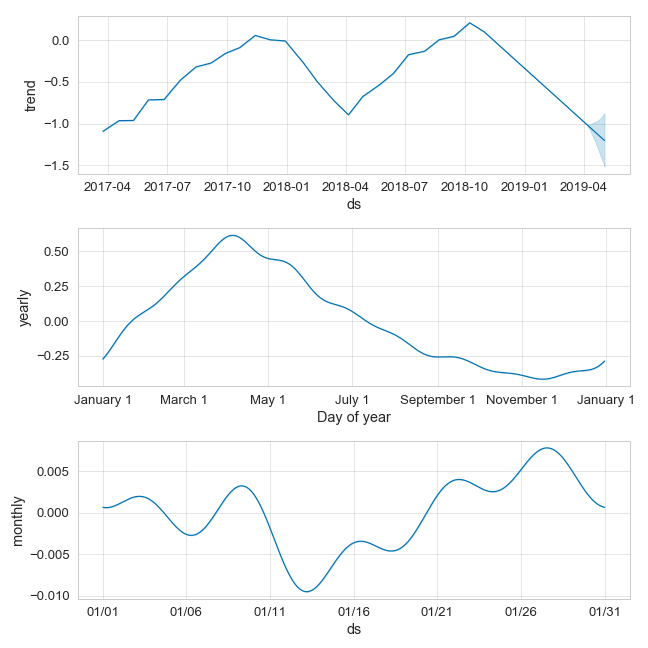 0.0
−0.5
−1.0
−1.5
trend
2017-04 2017-07 2017-10 2018-01 2018-04 2018-07 2018-10 2019-01 2019-04
ds
0.50
0.25
0.00
−0.25
yearly
January 1 March 1 May 1 July 1 September 1 November 1 January 1
Day of year
0.005
0.000
−0.005
−0.010
monthly
01/01 01/06 01/11 01/16 01/21 01/26 01/31
ds